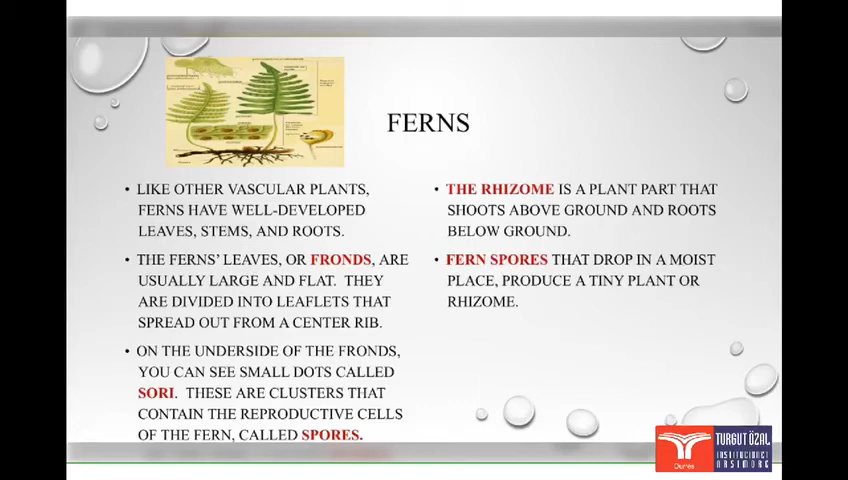 FERNS
• LIKE OTHER VASCULAR PLANTS,
FERNS HAVE WELL-DEVELOPED
LEAVES, STEMS, AND ROOTS.
• THE FERNS' LEAVES, OR FRONDS, ARE
USUALLY LARGE AND FLAT. THEY
ARE DIVIDED INTO LEAFLETS THAT
SPREAD OUT FROM A CENTER RIB.
• ON THE UNDERSIDE OF THE FRONDS,
YOU CAN SEE SMALL DOTS CALLED
SORI. THESE ARE CLUSTERS THAT
CONTAIN THE REPRODUCTIVE CELLS
OF THE FERN, CALLED SPORES.
• THE RHIZOME IS A PLANT PART THAT
SHOOTS ABOVE GROUND AND ROOTS
BELOW GROUND.
• FERN SPORES THAT DROP IN A MOIST
PLACE, PRODUCE A TINY PLANT OR
RHIZOME.
Durës
TURGUT ÖZAL
INSTITUCIONET
ARSIMORE